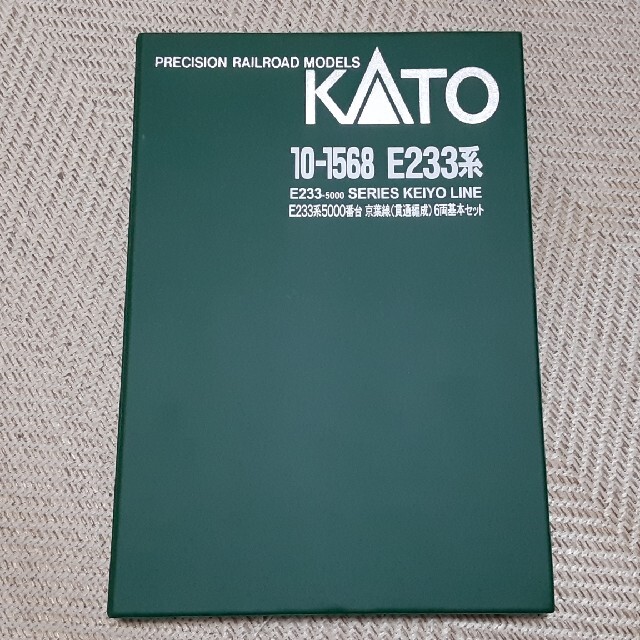 PRECISION RAILROAD MODELS
KATO
10-1568 E233系
E233-5000 SERIES KEIYO LINE
E233系5000番台 京葉線(貫通編成)6両基本セット